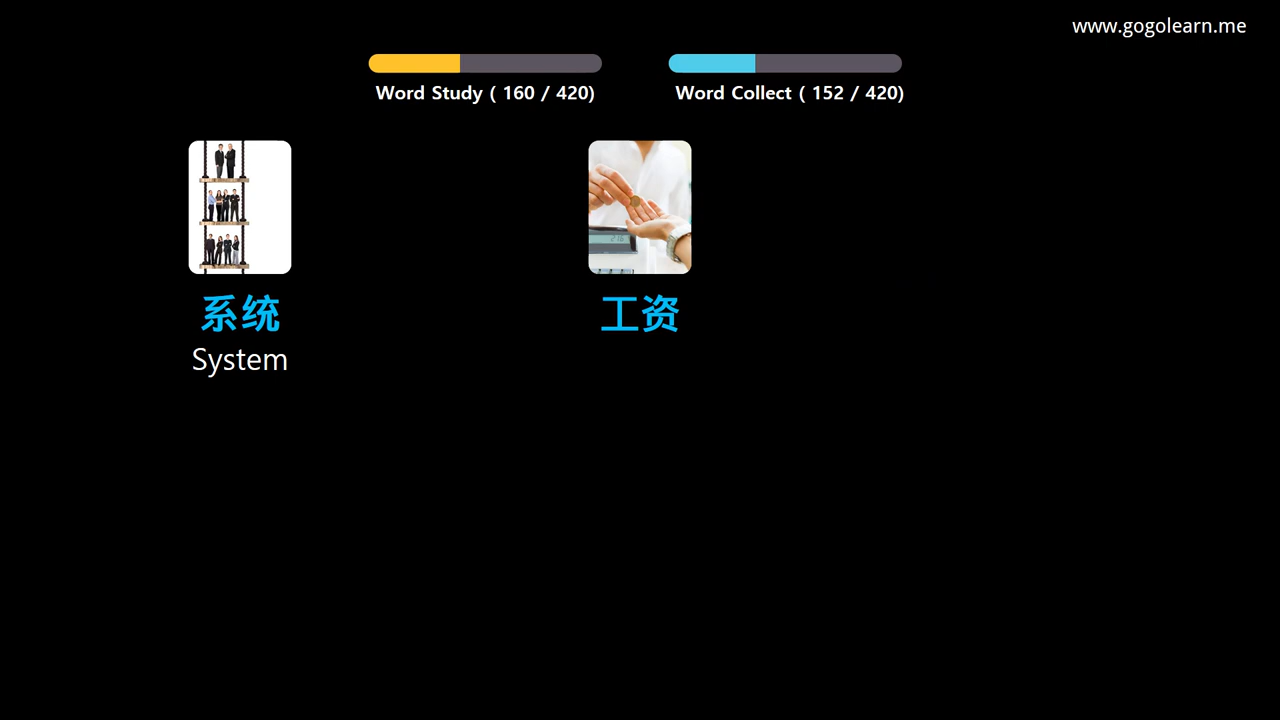 www.gogolearn.me
Word Study ( 160 / 420)
Word Collect ( 152 / 420)
系统
System
工资